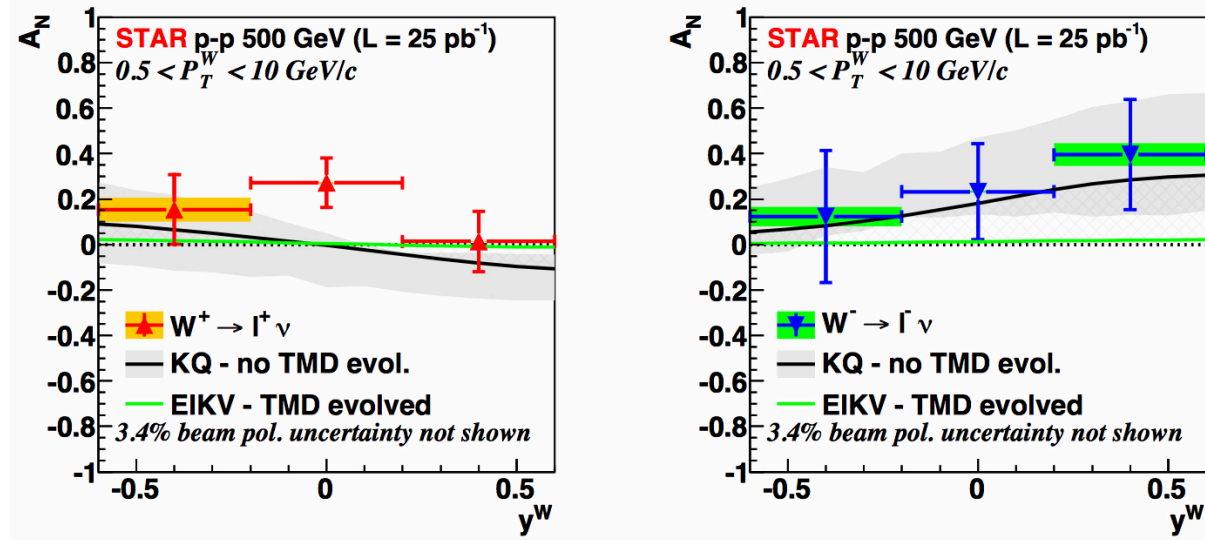 A_N
1
0.8
0.6
0.4
0.2
0
-0.2
-0.4
-0.6
-0.8
-1
STAR p-p 500 GeV (L = 25 pb⁻¹)
0.5 < P_T^W < 10 GeV/c
W⁺ → l⁺ ν
KQ - no TMD evol.
EIKV - TMD evolved
3.4% beam pol. uncertainty not shown
-0.5 0 0.5
y^W
A_N
1
0.8
0.6
0.4
0.2
0
-0.2
-0.4
-0.6
-0.8
-1
STAR p-p 500 GeV (L = 25 pb⁻¹)
0.5 < P_T^W < 10 GeV/c
W⁻ → l⁻ ν
KQ - no TMD evol.
EIKV - TMD evolved
3.4% beam pol. uncertainty not shown
-0.5 0 0.5
y^W